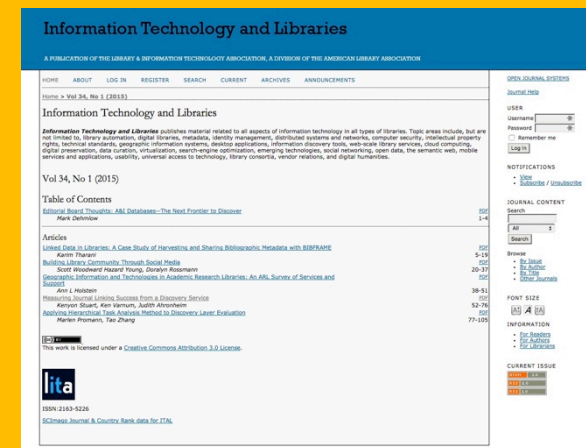 Information Technology and Libraries
A PUBLICATION OF THE LIBRARY & INFORMATION TECHNOLOGY ASSOCIATION, A DIVISION OF THE AMERICAN LIBRARY ASSOCIATION
HOME ABOUT LOG IN REGISTER SEARCH CURRENT ARCHIVES ANNOUNCEMENTS
Home > Vol 34, No 1 (2015)
Information Technology and Libraries
Information Technology and Libraries publishes material related to all aspects of information technology in all types of libraries. Topic areas include, but are
not limited to, library automation, digital libraries, metadata, identity management, distributed systems and networks, computer security, intellectual property
rights, technical standards, geographic information systems, desktop applications, information discovery tools, web-scale library services, cloud computing,
digital preservation, data curation, virtualization, search-engine optimization, emerging technologies, social networking, open data, the semantic web, mobile
services and applications, usability, universal access to technology, library consortia, vendor relations, and digital humanities.
Vol 34, No 1 (2015)
Table of Contents
Editorial Board Thoughts: A&I Databases—The Next Frontier to Discover PDF
Mark Dehmlow 1-4
Articles
Linked Data in Libraries: A Case Study of Harvesting and Sharing Bibliographic Metadata with BIBFRAME PDF
Karim Tharani 5-19
Building Library Community Through Social Media PDF
Scott Woodward Hazard Young, Doralyn Rossmann 20-37
Geographic Information and Technologies in Academic Research Libraries: An ARL Survey of Services and PDF
Support
Ann L Holstein 38-51
Measuring Journal Linking Success from a Discovery Service PDF
Kenyon Stuart, Ken Varnum, Judith Ahronheim 52-76
Applying Hierarchical Task Analysis Method to Discovery Layer Evaluation PDF
Marlen Promann, Tao Zhang 77-105
This work is licensed under a Creative Commons Attribution 3.0 License.
lita
ISSN:2163-5226
SCImago Journal & Country Rank data for ITAL
OPEN JOURNAL SYSTEMS
Journal Help
USER
Username
Password
Remember me
Log In
NOTIFICATIONS
View
Subscribe / Unsubscribe
JOURNAL CONTENT
Search
All
Search
Browse
By Issue
By Author
By Title
Other Journals
FONT SIZE
INFORMATION
For Readers
For Authors
For Librarians
CURRENT ISSUE